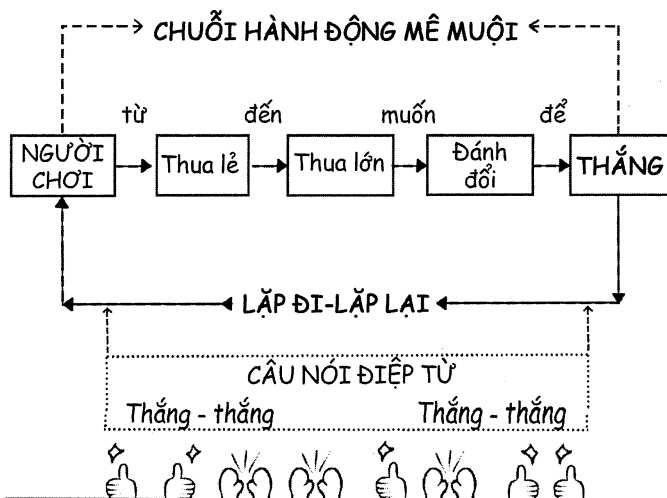 CHUỖI HÀNH ĐỘNG MÊ MUỘI
từ đến muốn để
NGƯỜI CHƠI
Thua lẻ
Thua lớn
Đánh đổi
THẮNG
LẶP ĐI-LẶP LẠI
CÂU NÓI ĐIỆP TỪ
Thắng - thắng Thắng - thắng